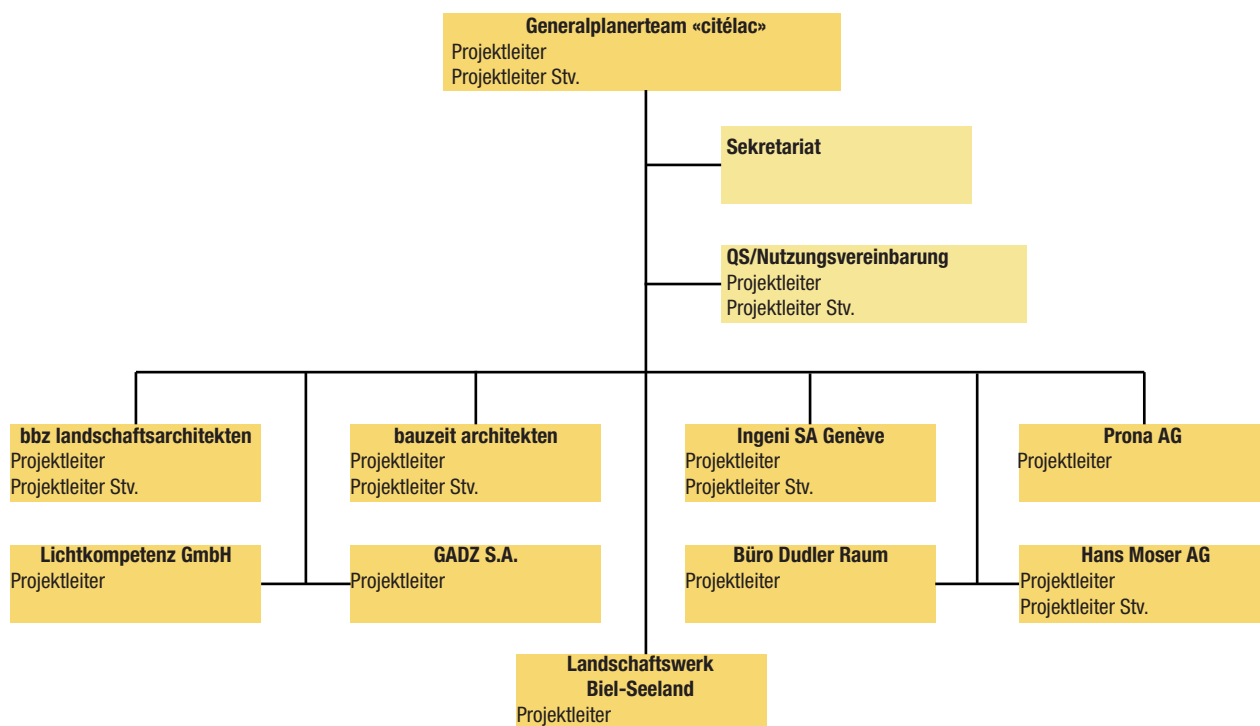 Generalplanerteam «citélac»
Projektleiter
Projektleiter Stv.
Sekretariat
QS/Nutzungsvereinbarung
Projektleiter
Projektleiter Stv.
bbz landschaftsarchitekten
Projektleiter
Projektleiter Stv.
bauzeit architekten
Projektleiter
Projektleiter Stv.
Ingeni SA Genève
Projektleiter
Projektleiter Stv.
Prona AG
Projektleiter
Lichtkompetenz GmbH
Projektleiter
GADZ S.A.
Projektleiter
Büro Dudler Raum
Projektleiter
Hans Moser AG
Projektleiter
Projektleiter Stv.
Landschaftswerk
Biel-Seeland
Projektleiter